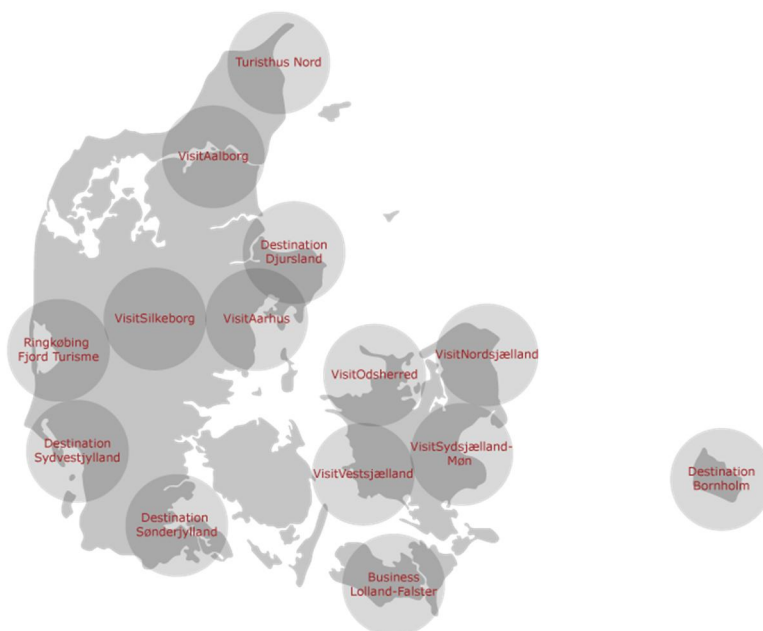 Turisthus Nord
VisitAalborg
Destination
Djursland
VisitSilkeborg
VisitAarhus
Ringkøbing
Fjord Turisme
VisitNordsjælland
VisitOdsherred
Destination
Sydvestjylland
VisitSydsjælland-
Møn
VisitVestsjælland
Destination
Bornholm
Destination
Sønderjylland
Business
Lolland-Falster